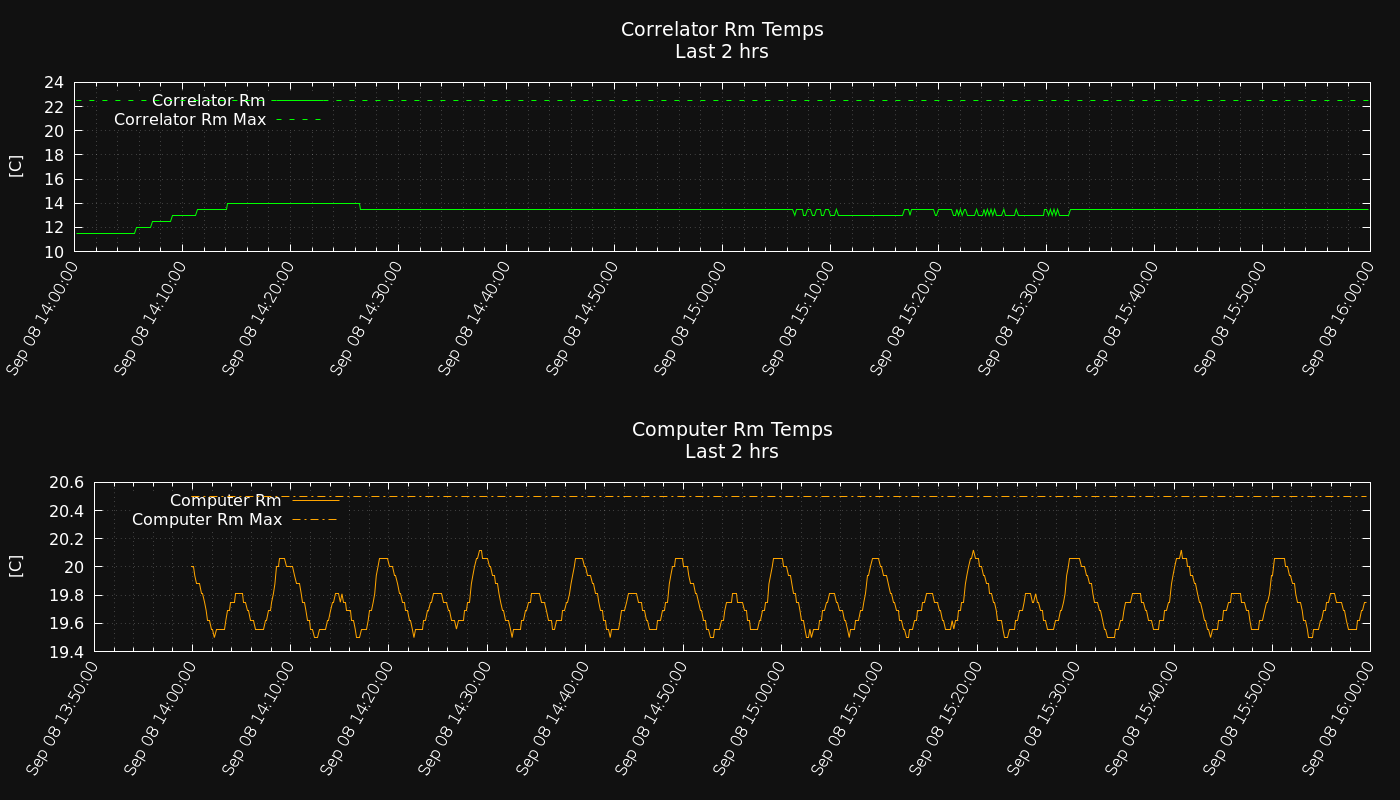 Correlator Rm Temps
Last 2 hrs
24
22
20
18
16
14
12
10
[C]
Correlator Rm
Correlator Rm Max
Sep 08 14:00:00
Sep 08 14:10:00
Sep 08 14:20:00
Sep 08 14:30:00
Sep 08 14:40:00
Sep 08 14:50:00
Sep 08 15:00:00
Sep 08 15:10:00
Sep 08 15:20:00
Sep 08 15:30:00
Sep 08 15:40:00
Sep 08 15:50:00
Sep 08 16:00:00
Computer Rm Temps
Last 2 hrs
20.6
20.4
20.2
20
19.8
19.6
19.4
[C]
Computer Rm
Computer Rm Max
Sep 08 13:50:00
Sep 08 14:00:00
Sep 08 14:10:00
Sep 08 14:20:00
Sep 08 14:30:00
Sep 08 14:40:00
Sep 08 14:50:00
Sep 08 15:00:00
Sep 08 15:10:00
Sep 08 15:20:00
Sep 08 15:30:00
Sep 08 15:40:00
Sep 08 15:50:00
Sep 08 16:00:00